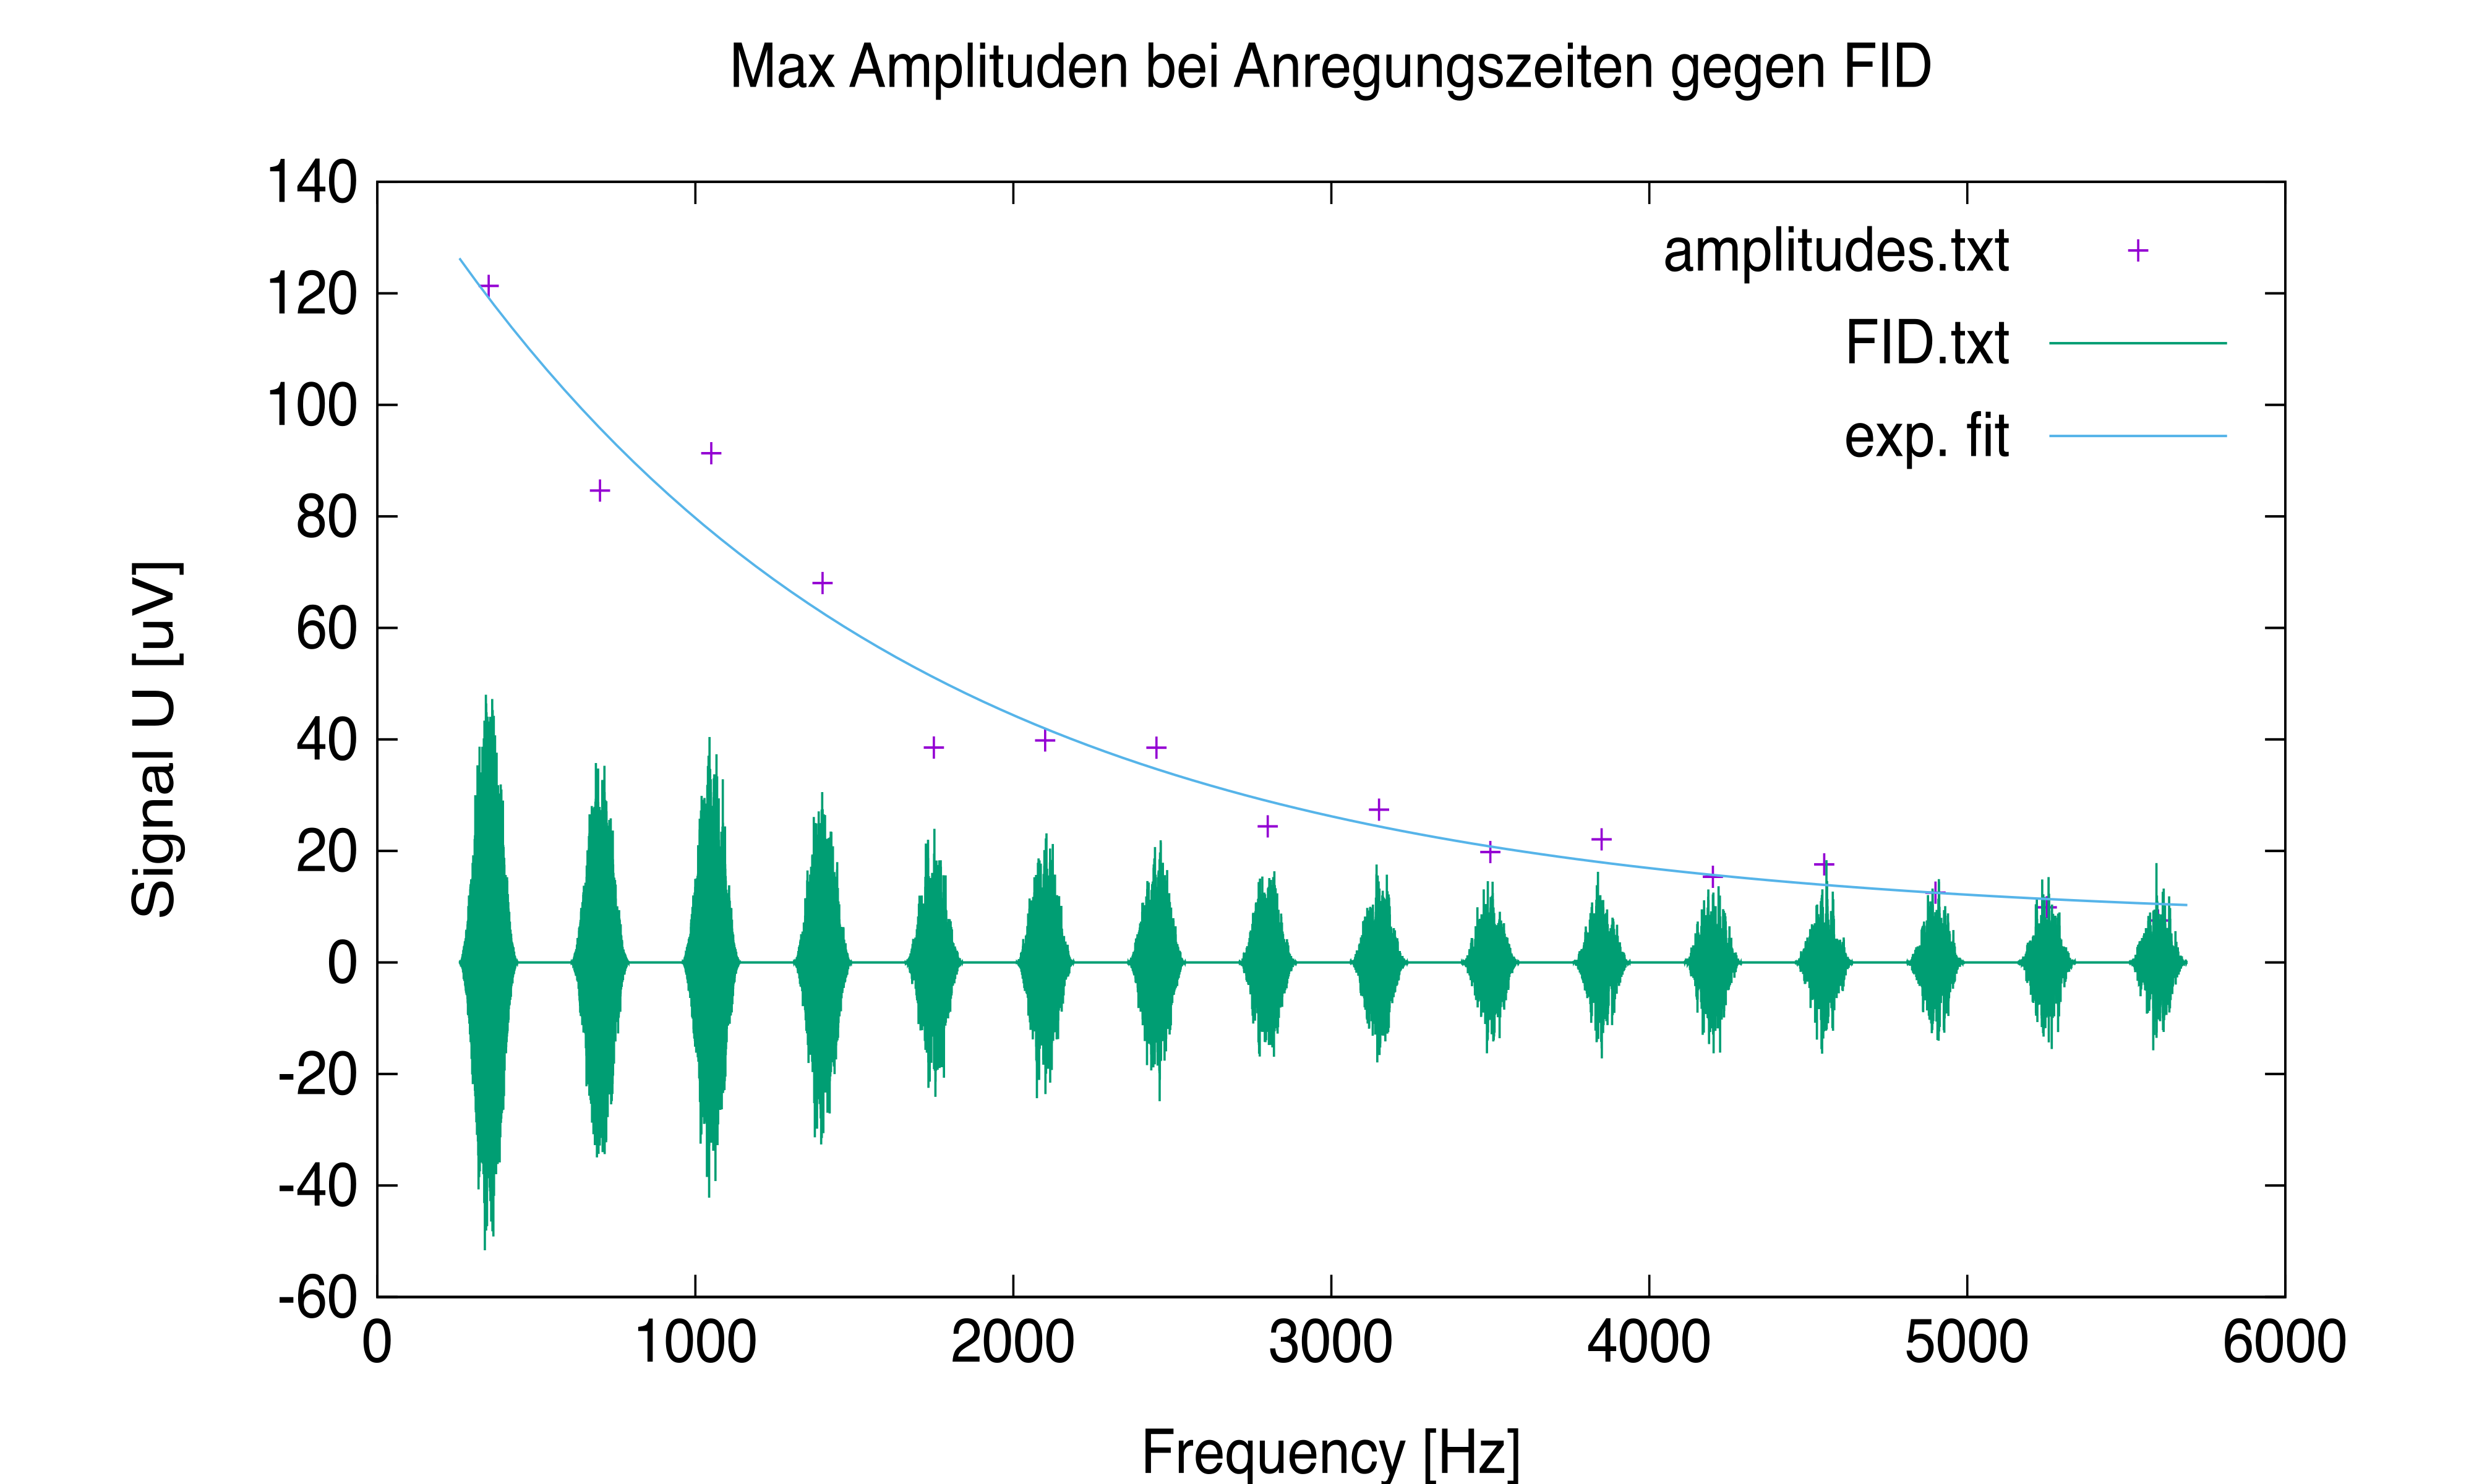 Max Amplituden bei Anregungszeiten gegen FID
140
120
100
80
60
40
20
0
-20
-40
-60
Signal U [uV]
amplitudes.txt
FID.txt
exp. fit
0 1000 2000 3000 4000 5000 6000
Frequency [Hz]